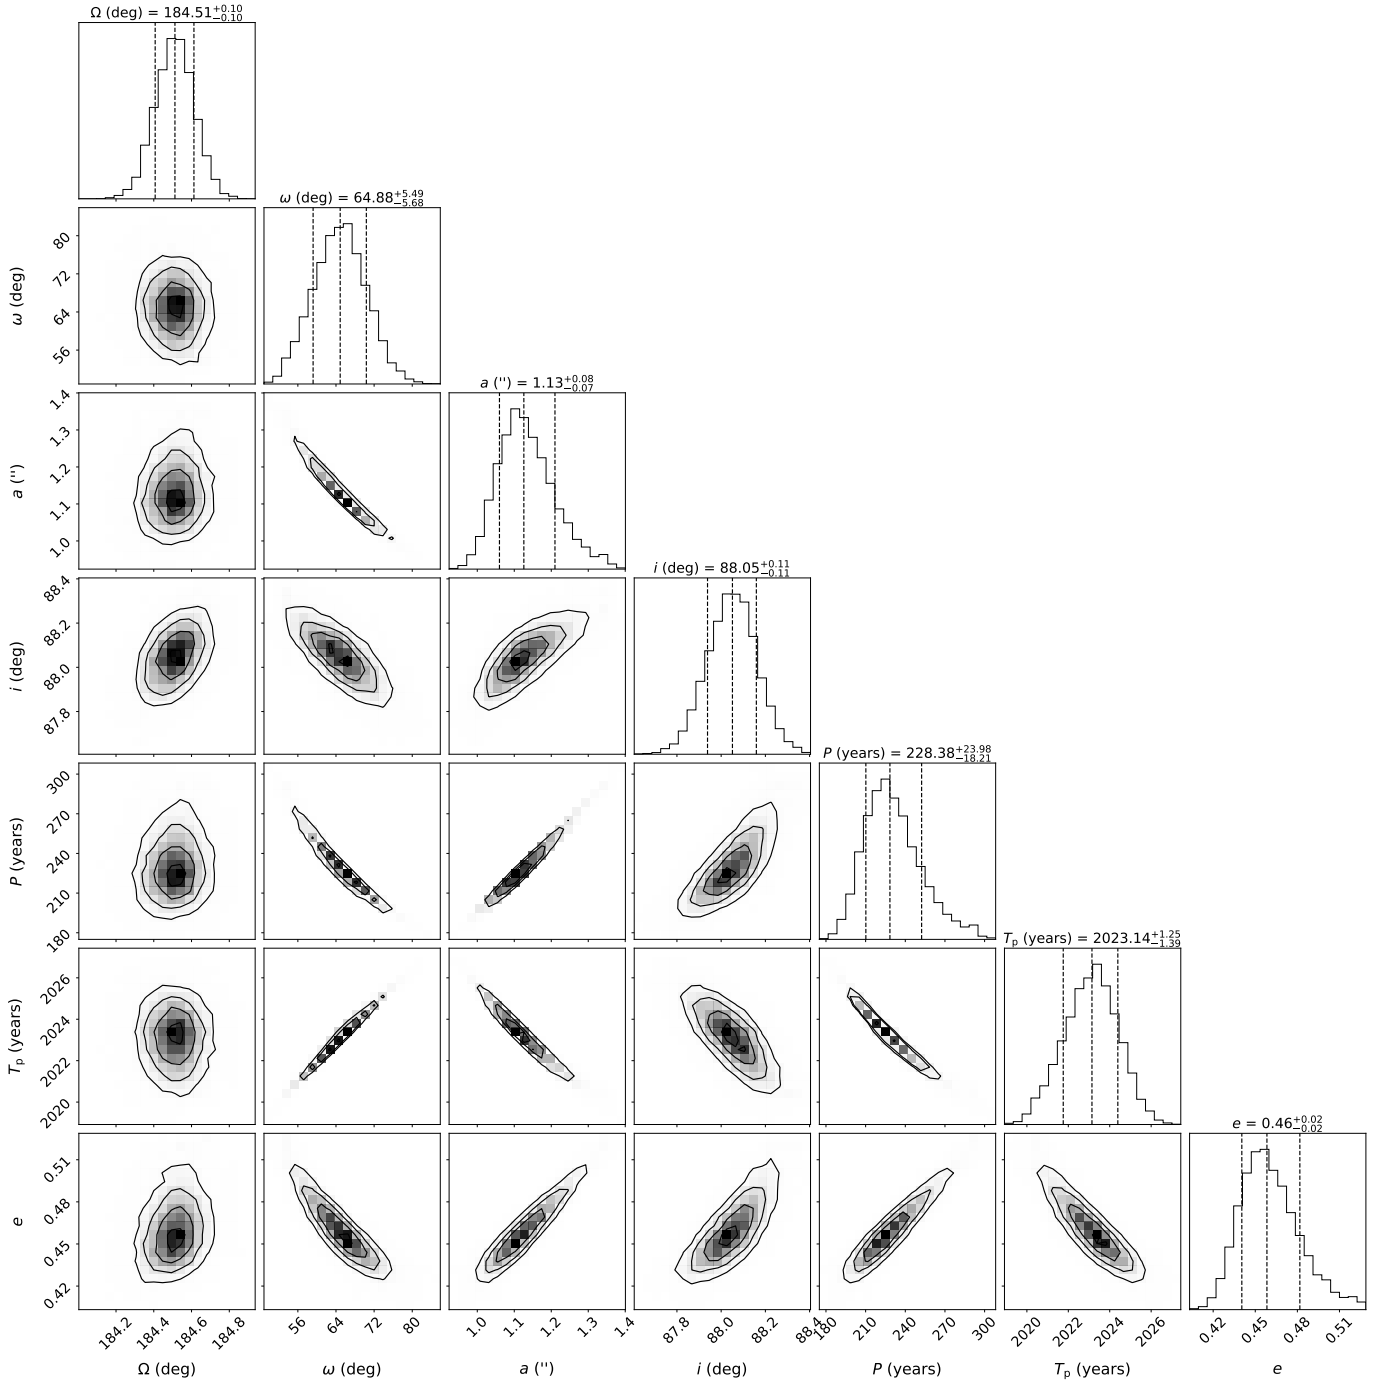 Ω (deg) = 184.51 +0.10 −0.10
ω (deg) = 64.88 +5.49 −5.68
80
72
64
56
ω (deg)
a ('') = 1.13 +0.08 −0.07
1.4
1.3
1.2
1.1
1.0
a ('')
i (deg) = 88.05 +0.11 −0.11
88.4
88.2
88.0
87.8
i (deg)
P (years) = 228.38 +23.98 −18.21
300
270
240
210
180
P (years)
Tp (years) = 2023.14 +1.25 −1.39
2026
2024
2022
2020
Tp (years)
e = 0.46 +0.02 −0.02
0.51
0.48
0.45
0.42
e
184.2 184.4 184.6 184.8 56 64 72 80 1.0 1.1 1.2 1.3 1.4 87.8 88.0 88.2 88.4 180 210 240 270 300 2020 2022 2024 2026 0.42 0.45 0.48 0.51
Ω (deg) ω (deg) a ('') i (deg) P (years) Tp (years) e